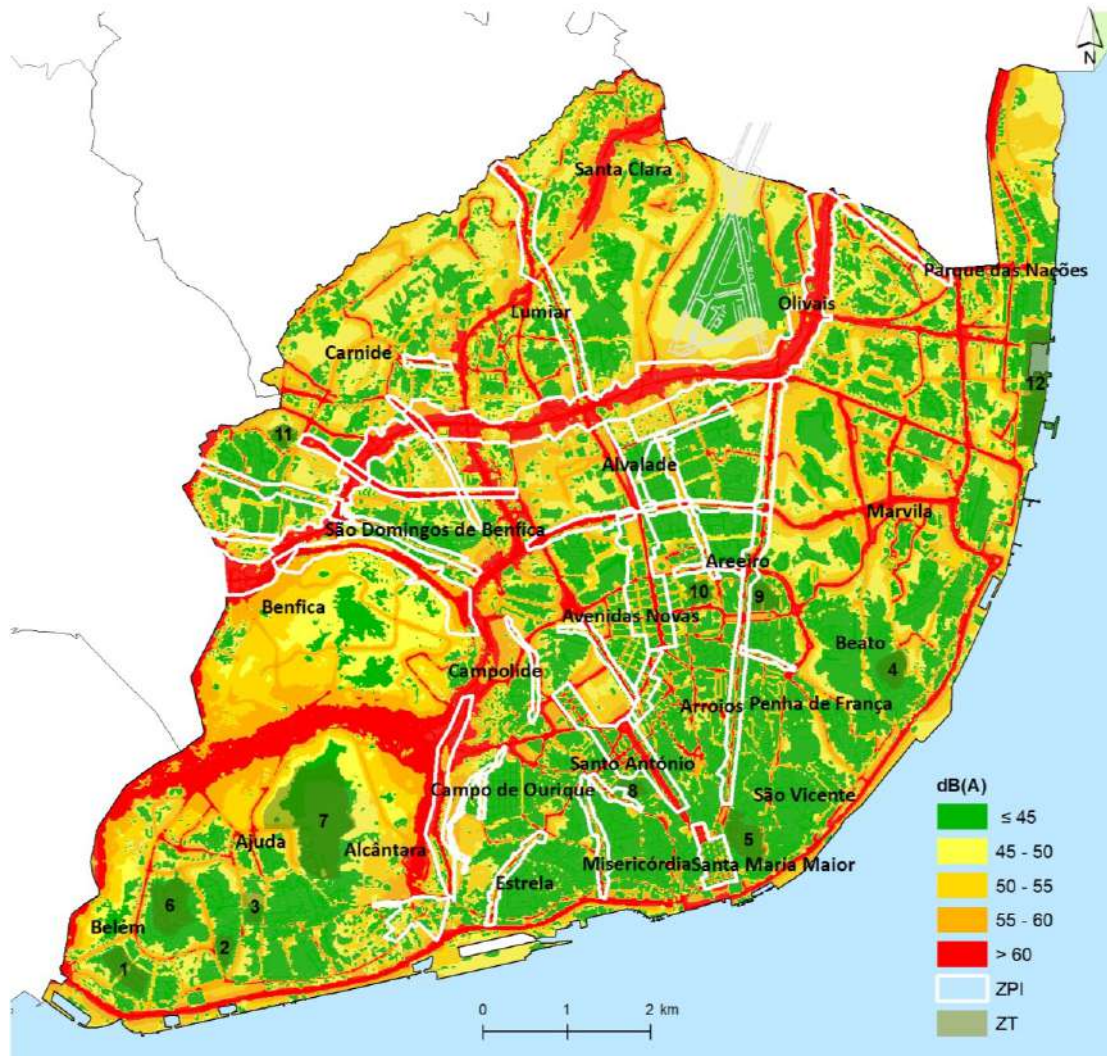 N
Santa Clara
Parque das Nações
Olivais
Lumiar
Carnide
12
11
Alvalade
Marvila
São Domingos de Benfica
Areeiro
10
9
Benfica
Avenidas Novas
Beato
4
Campolide
Arroios
Penha de França
Santo António
Campo de Ourique
8
São Vicente
7
Ajuda
Alcântara
5
Misericórdia
Santa Maria Maior
Estrela
6
3
Belém
2
1
dB(A)
≤ 45
45 - 50
50 - 55
55 - 60
> 60
ZPI
ZT
0 1 2 km